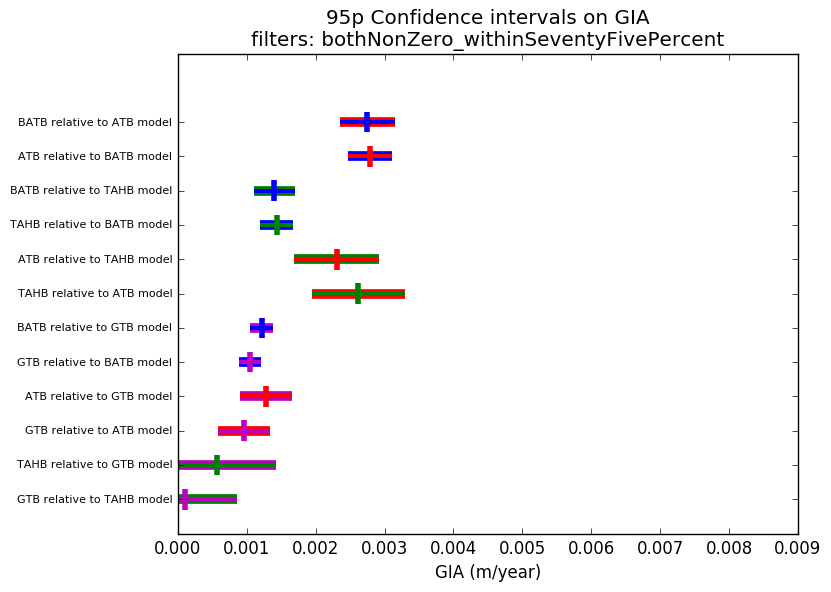 95p Confidence intervals on GIA
filters: bothNonZero_withinSeventyFivePercent
BATB relative to ATB model
ATB relative to BATB model
BATB relative to TAHB model
TAHB relative to BATB model
ATB relative to TAHB model
TAHB relative to ATB model
BATB relative to GTB model
GTB relative to BATB model
ATB relative to GTB model
GTB relative to ATB model
TAHB relative to GTB model
GTB relative to TAHB model
0.000 0.001 0.002 0.003 0.004 0.005 0.006 0.007 0.008 0.009
GIA (m/year)